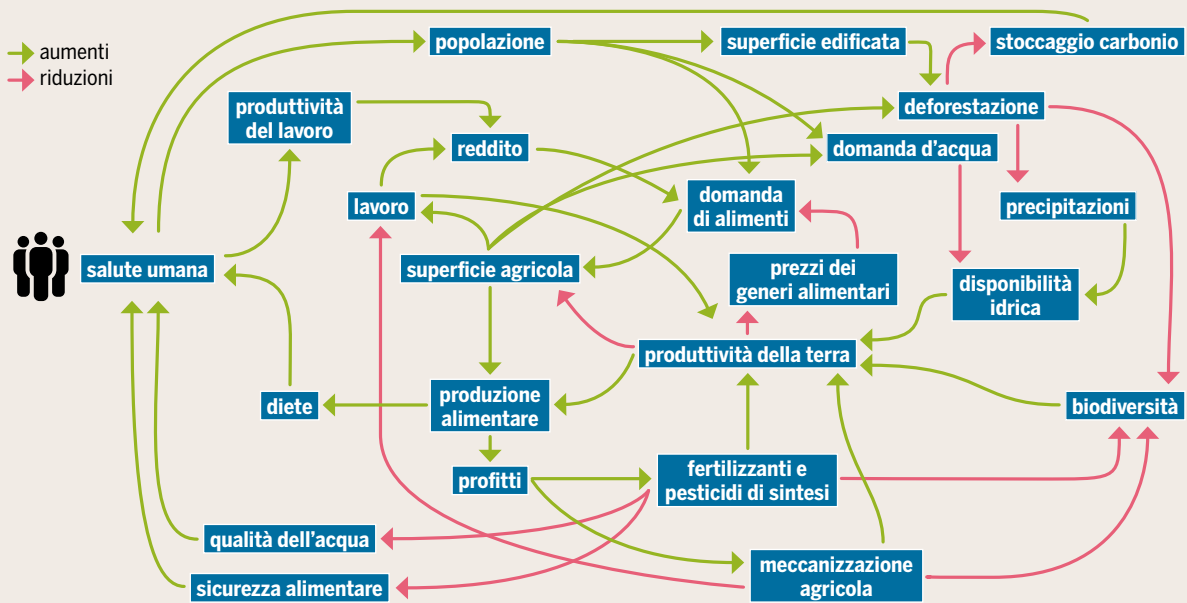 aumenti
riduzioni
popolazione
superficie edificata
stoccaggio carbonio
produttività
del lavoro
deforestazione
reddito
domanda d'acqua
lavoro
domanda
di alimenti
precipitazioni
salute umana
superficie agricola
prezzi dei
generi alimentari
disponibilità
idrica
produttività della terra
diete
produzione
alimentare
biodiversità
profitti
fertilizzanti e
pesticidi di sintesi
qualità dell'acqua
sicurezza alimentare
meccanizzazione
agricola